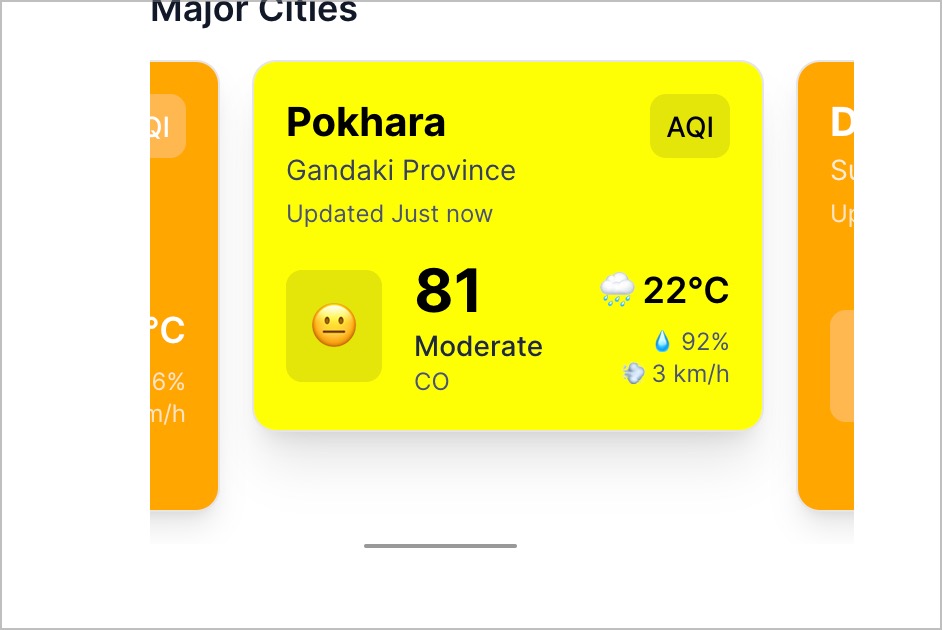 Major Cities
QI
°C
6%
m/h
Pokhara
AQI
Gandaki Province
Updated Just now
81
22°C
Moderate
92%
CO
3 km/h
D
Su
Up